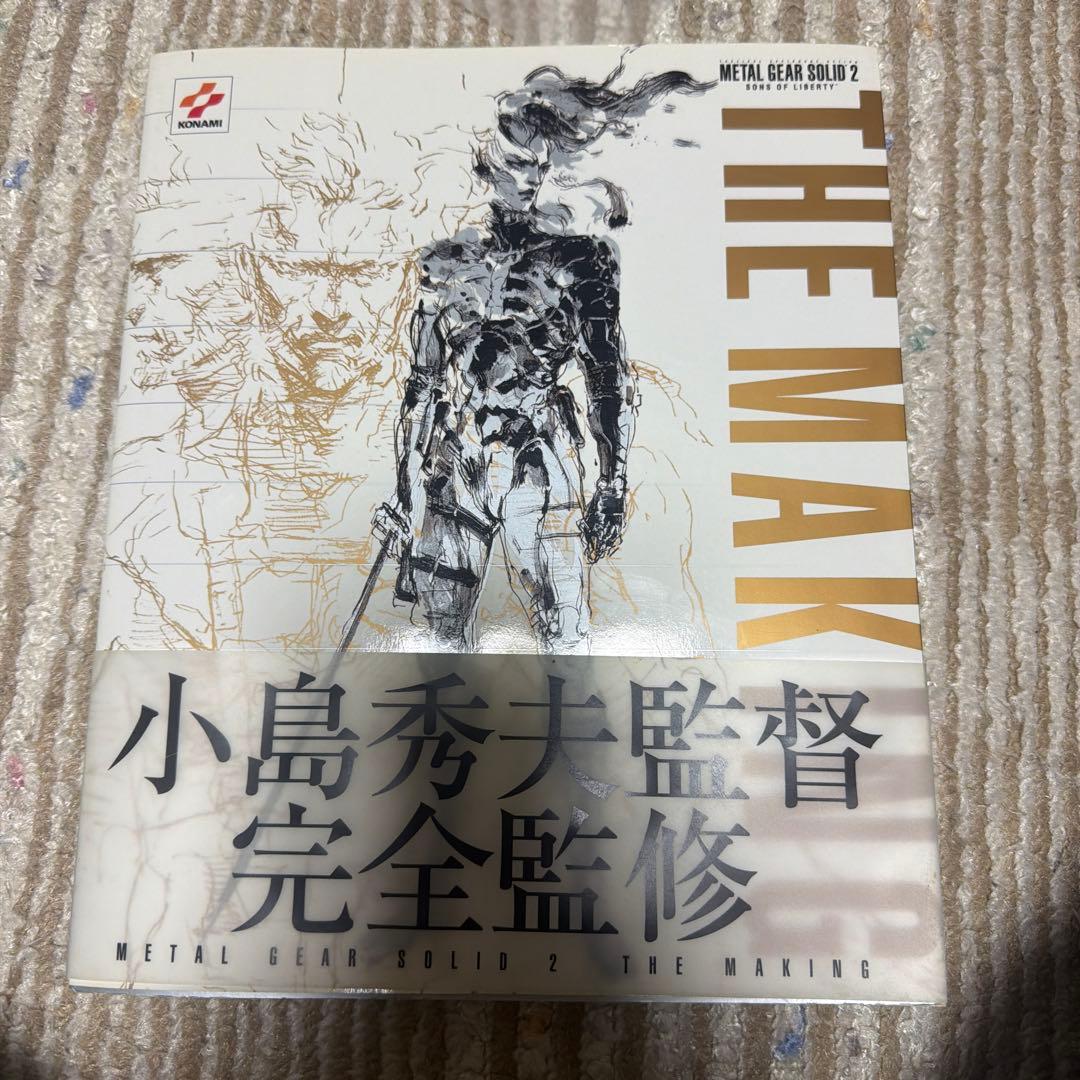 KONAMI
METAL GEAR SOLID 2
SONS OF LIBERTY
THE MAKING
小島秀夫監督
完全監修
METAL GEAR SOLID 2 THE MAKING